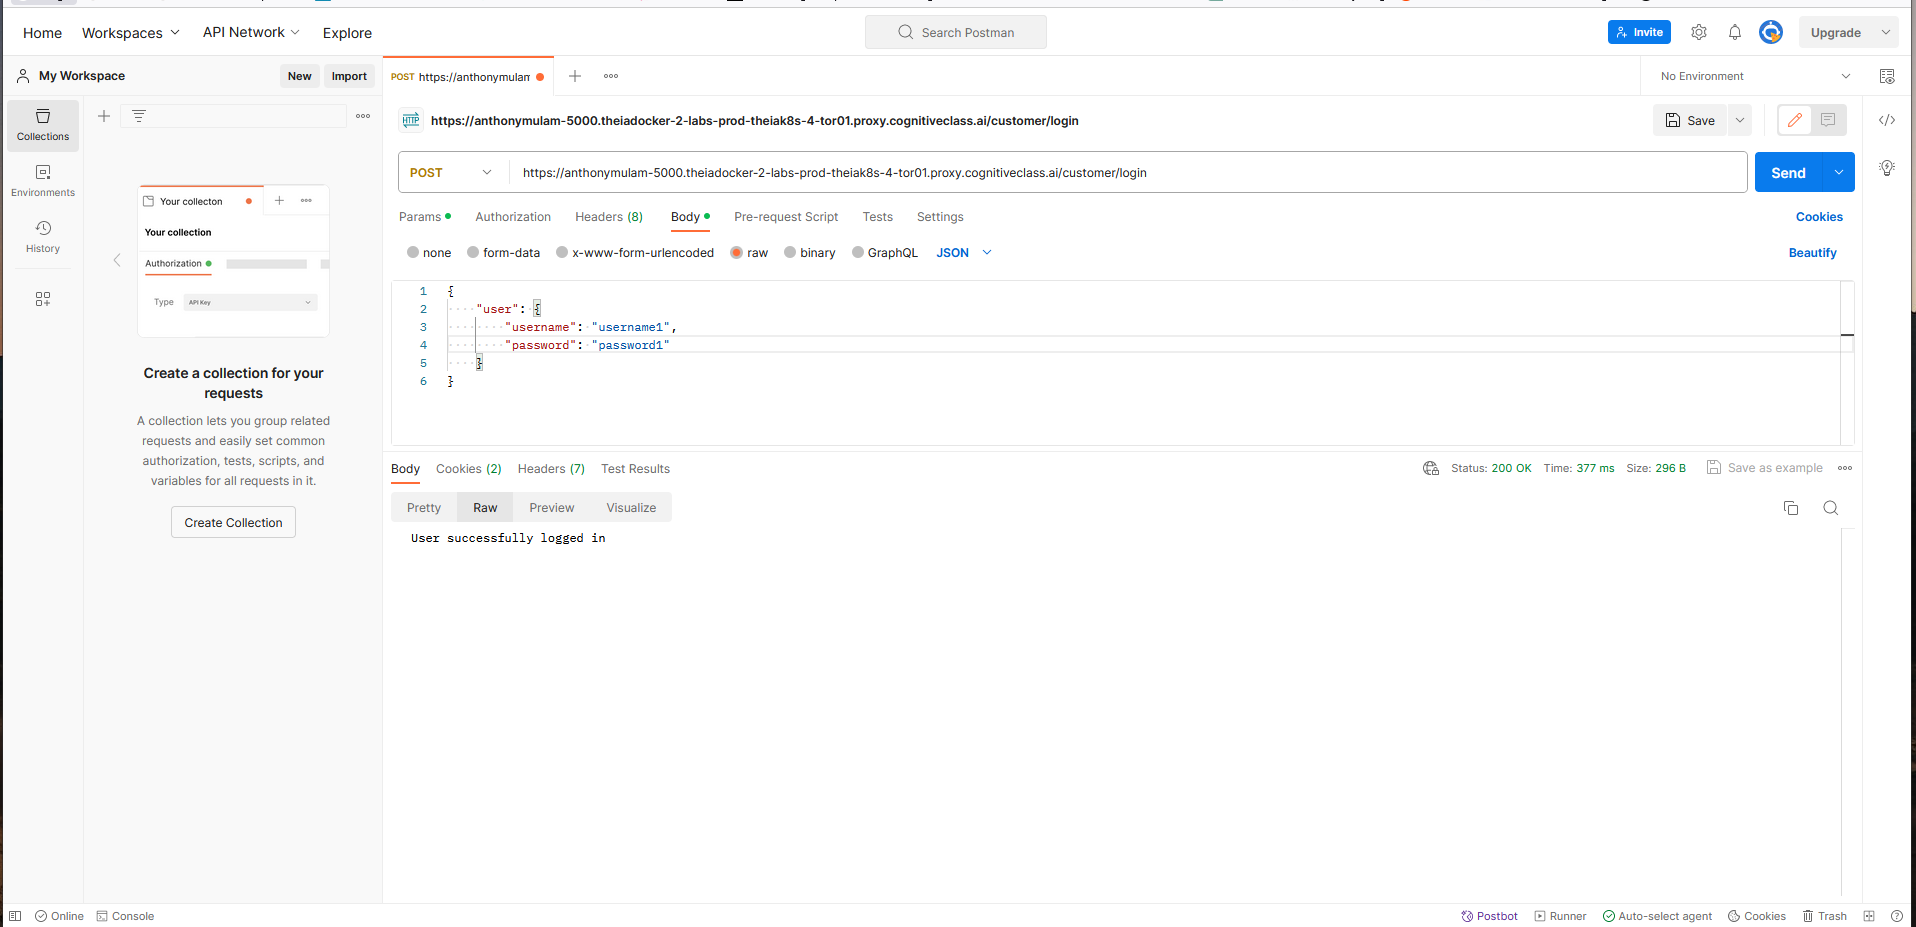 Home Workspaces API Network Explore Search Postman Invite Upgrade
My Workspace New Import POST https://anthonymulam No Environment
https://anthonymulam-5000.theiadocker-2-labs-prod-theiak8s-4-tor01.proxy.cognitiveclass.ai/customer/login Save
POST https://anthonymulam-5000.theiadocker-2-labs-prod-theiak8s-4-tor01.proxy.cognitiveclass.ai/customer/login Send
Params Authorization Headers (8) Body Pre-request Script Tests Settings Cookies
none form-data x-www-form-urlencoded raw binary GraphQL JSON Beautify
1 {
2 "user": {
3 "username": "username1",
4 "password": "password1"
5 }
6 }
Body Cookies (2) Headers (7) Test Results Status: 200 OK Time: 377 ms Size: 296 B Save as example
Pretty Raw Preview Visualize
User successfully logged in
Collections
Environments
History
Your collecton
Your collection
Authorization
Type API Key
Create a collection for your
requests
A collection lets you group related
requests and easily set common
authorization, tests, scripts, and
variables for all requests in it.
Create Collection
Online Console Postbot Runner Auto-select agent Cookies Trash